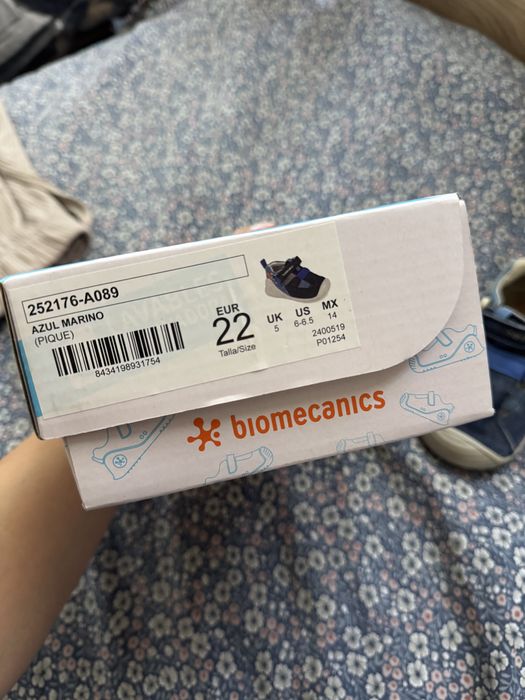 252176-A089
AZUL MARINO
(PIQUE)
8434198931754
EUR
22
Talla/Size
UK US MX
5 6-6.5 14
2400519
P01254
biomecanics